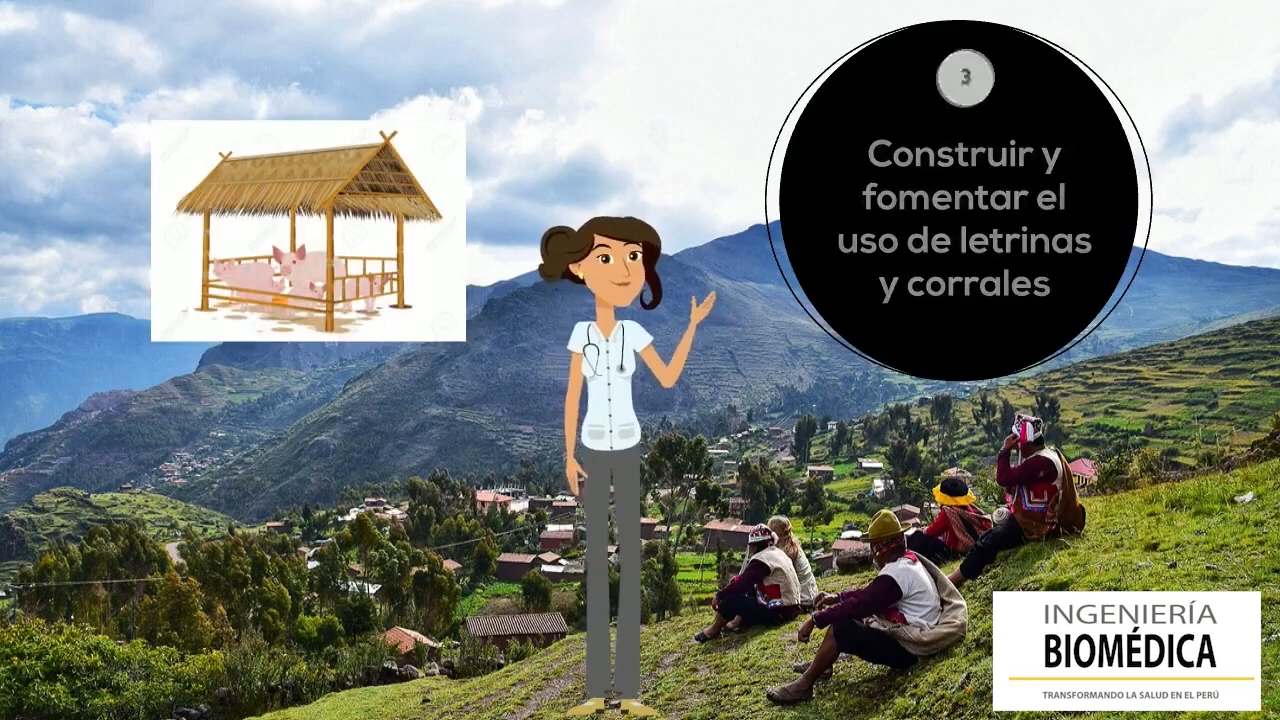 3
Construir y
fomentar el
uso de letrinas
y corrales
INGENIERÍA
BIOMÉDICA
TRANSFORMANDO LA SALUD EN EL PERÚ